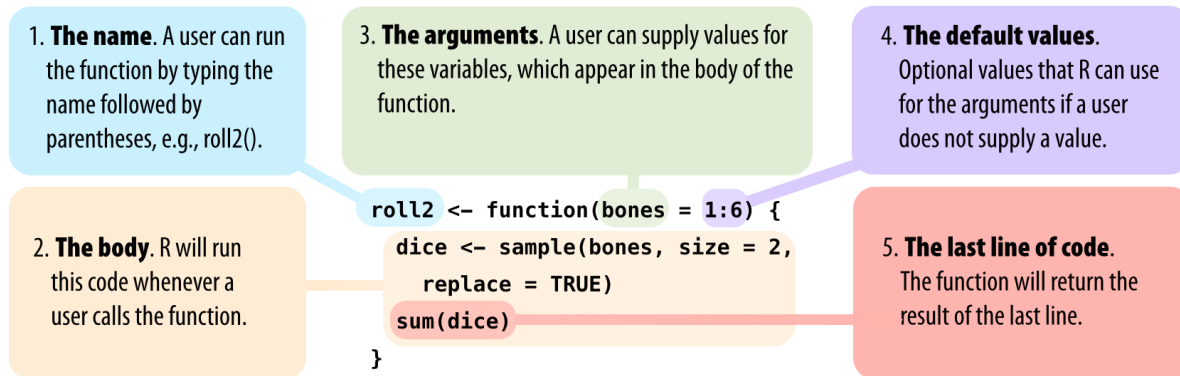 1. The name. A user can run
the function by typing the
name followed by
parentheses, e.g., roll2().
3. The arguments. A user can supply values for
these variables, which appear in the body of the
function.
4. The default values.
Optional values that R can use
for the arguments if a user
does not supply a value.
2. The body. R will run
this code whenever a
user calls the function.
roll2 <- function(bones = 1:6) {
dice <- sample(bones, size = 2,
replace = TRUE)
sum(dice)
}
5. The last line of code.
The function will return the
result of the last line.